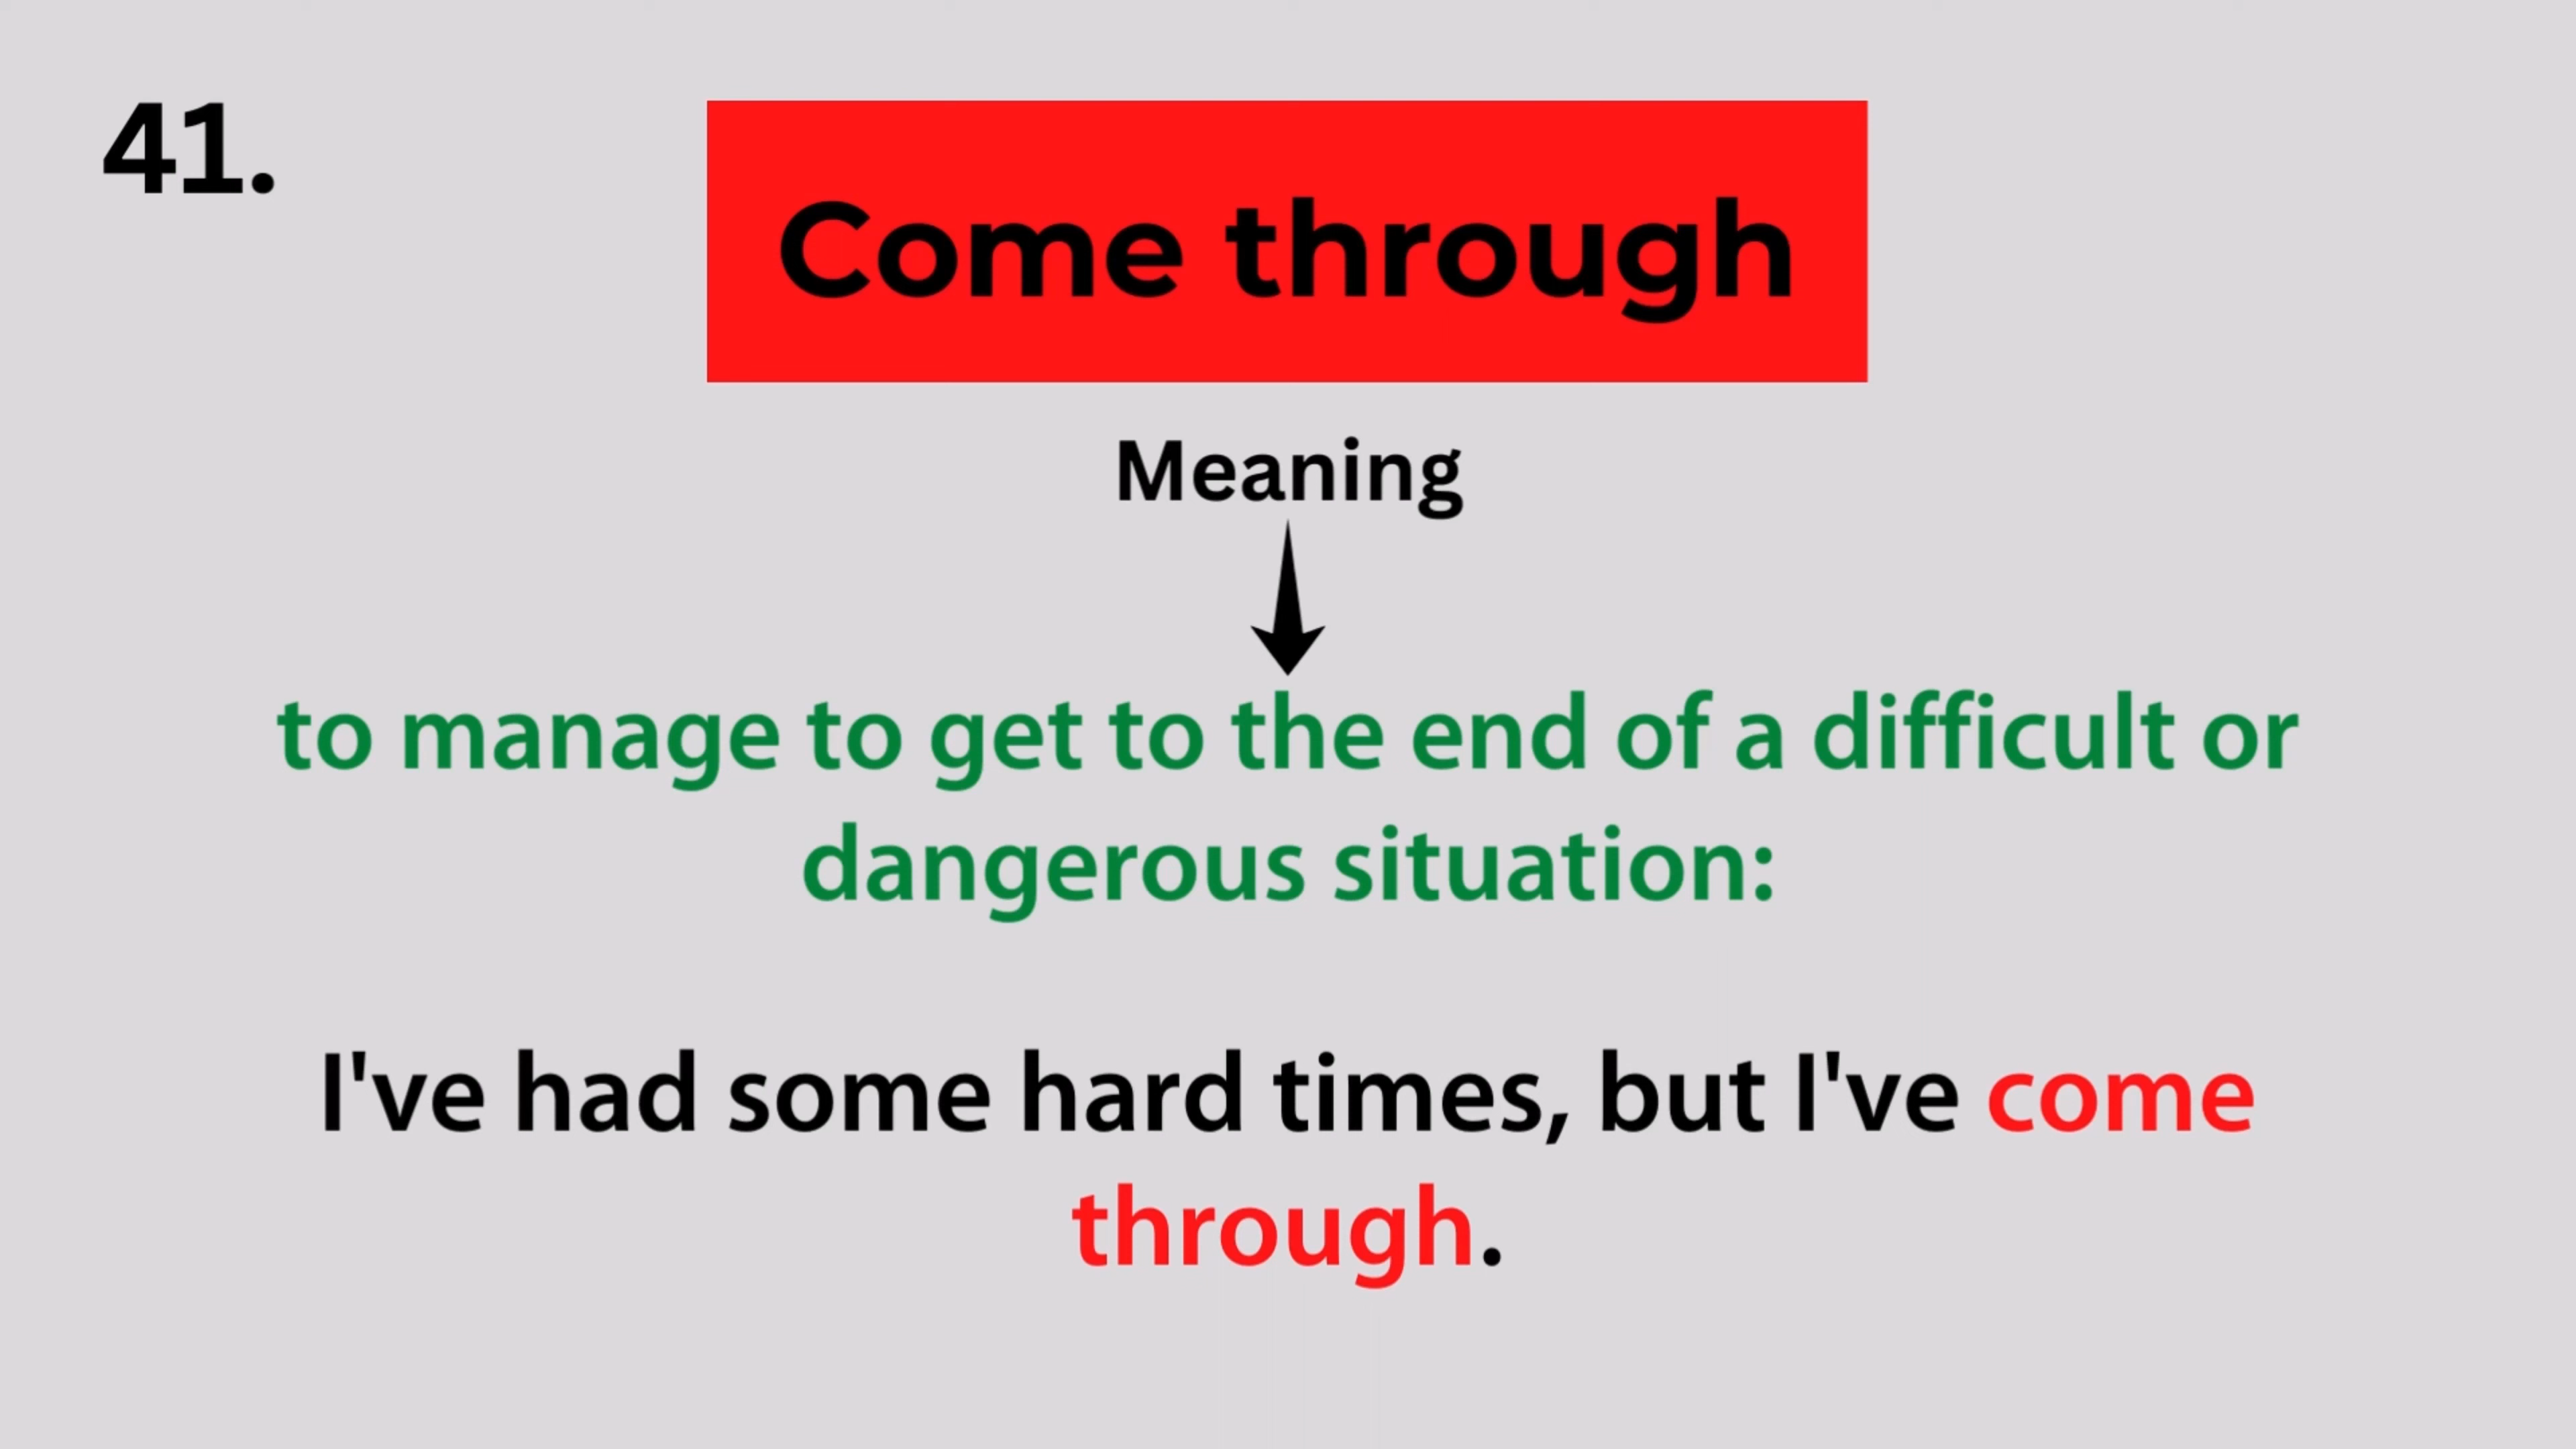 41.
Come through
Meaning
to manage to get to the end of a difficult or
dangerous situation:
I've had some hard times, but I've come
through.